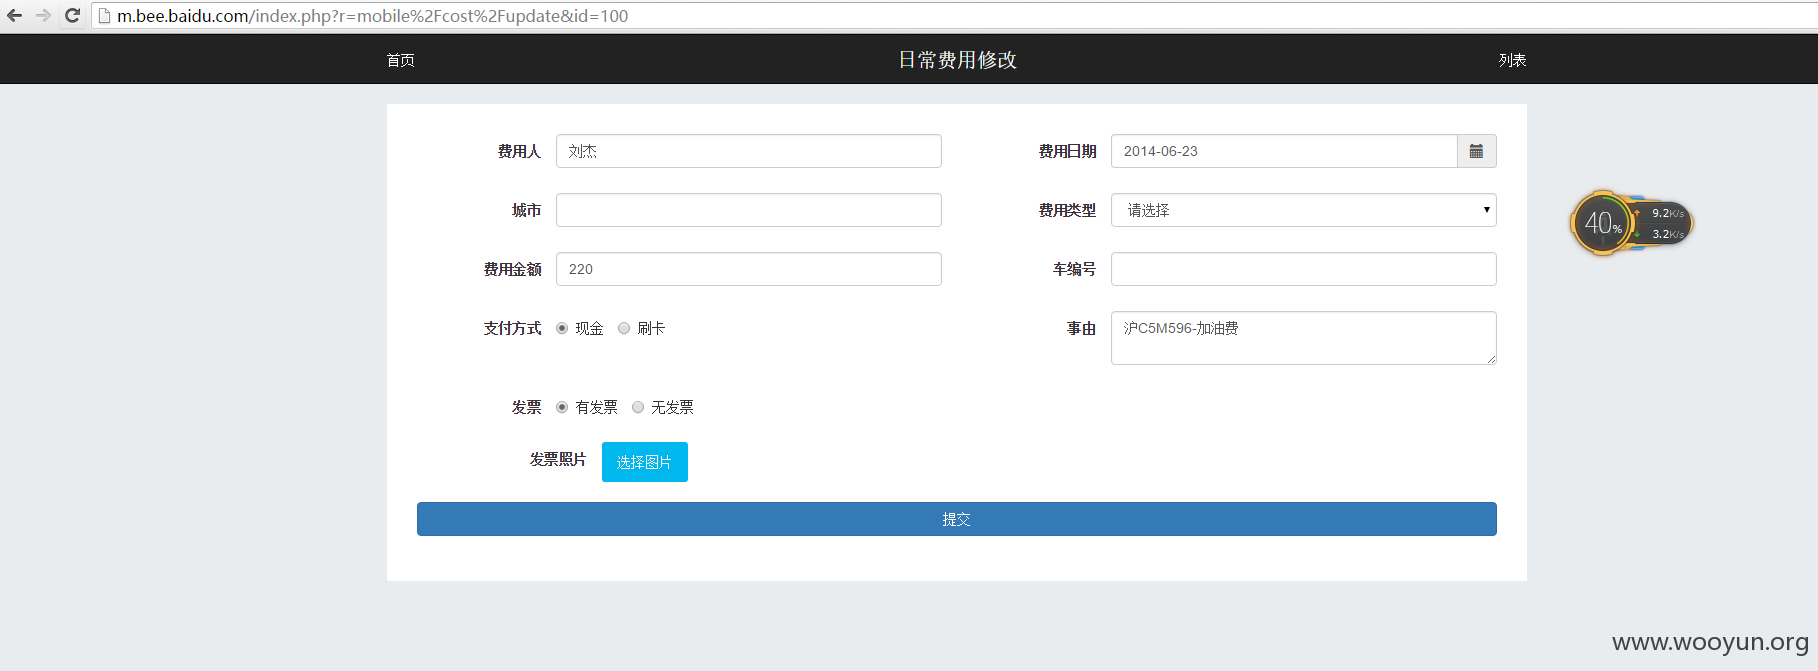 m.bee.baidu.com/index.php?r=mobile%2Fcost%2Fupdate&id=100
首页 日常费用修改 列表
费用人 刘杰 费用日期 2014-06-23
城市 费用类型 请选择
40% 9.2K/s
3.2K/s
费用金额 220 车编号
支付方式 现金 刷卡 事由 沪C5M596-加油费
发票 有发票 无发票
发票照片 选择图片
提交
www.wooyun.org